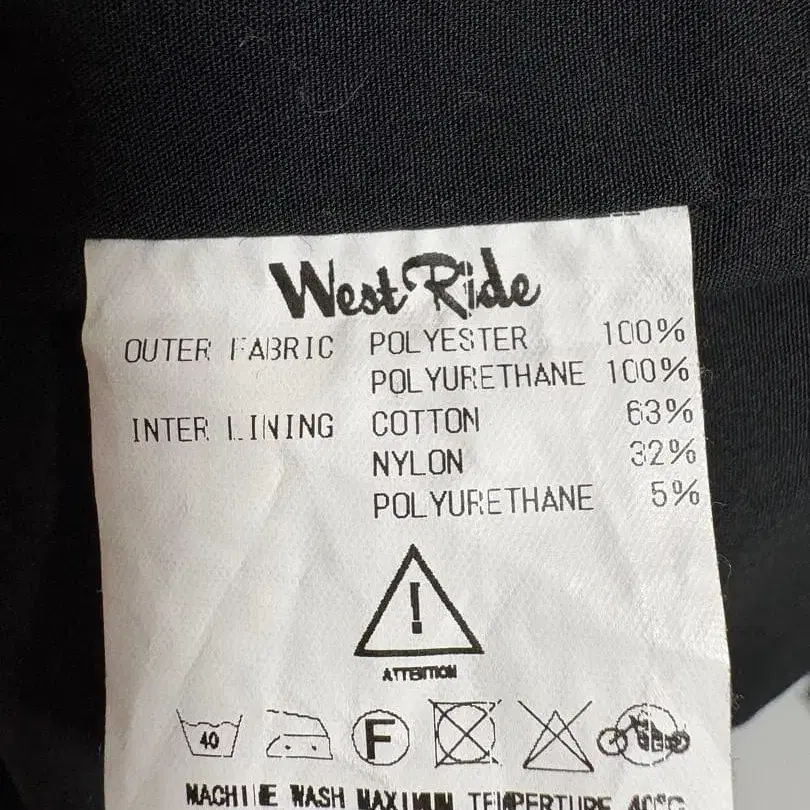 West Ride
OUTER FABRIC POLYESTER 100%
POLYURETHANE 100%
INTER LINING COTTON 63%
NYLON 32%
POLYURETHANE 5%
!
ATTENTION
40 F
MACHINE WASH MAXIMUM TEMPERTURE 40°C